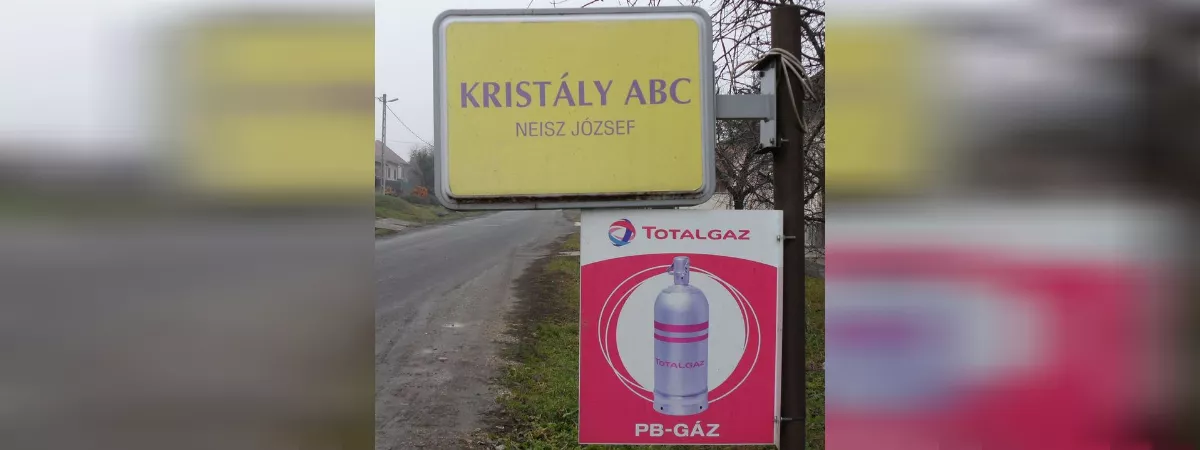 KRISTÁLY ABC
NEISZ JÓZSEF
TOTALGAZ
TOTALGAZ
PB-GÁZ